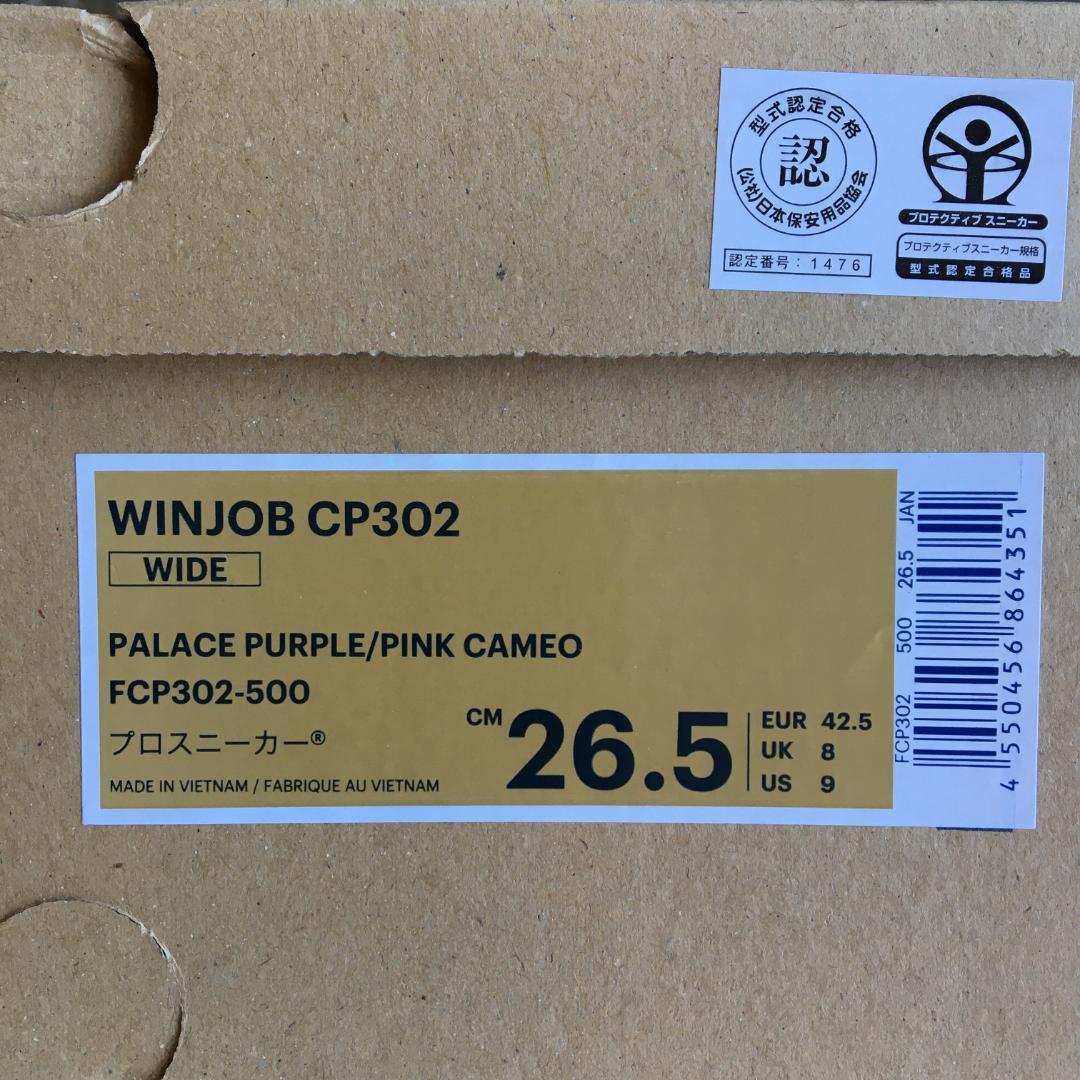 型式認定合格
認
(公社)日本保安用品協会
認定番号：1476
プロテクティブ スニーカー
プロテクティブスニーカー規格
型式認定合格品
WINJOB CP302
WIDE
PALACE PURPLE/PINK CAMEO
FCP302-500
プロスニーカー®
MADE IN VIETNAM / FABRIQUE AU VIETNAM
CM 26.5
EUR 42.5
UK 8
US 9
FCP302 500 26.5 JAN
4 550456 864351